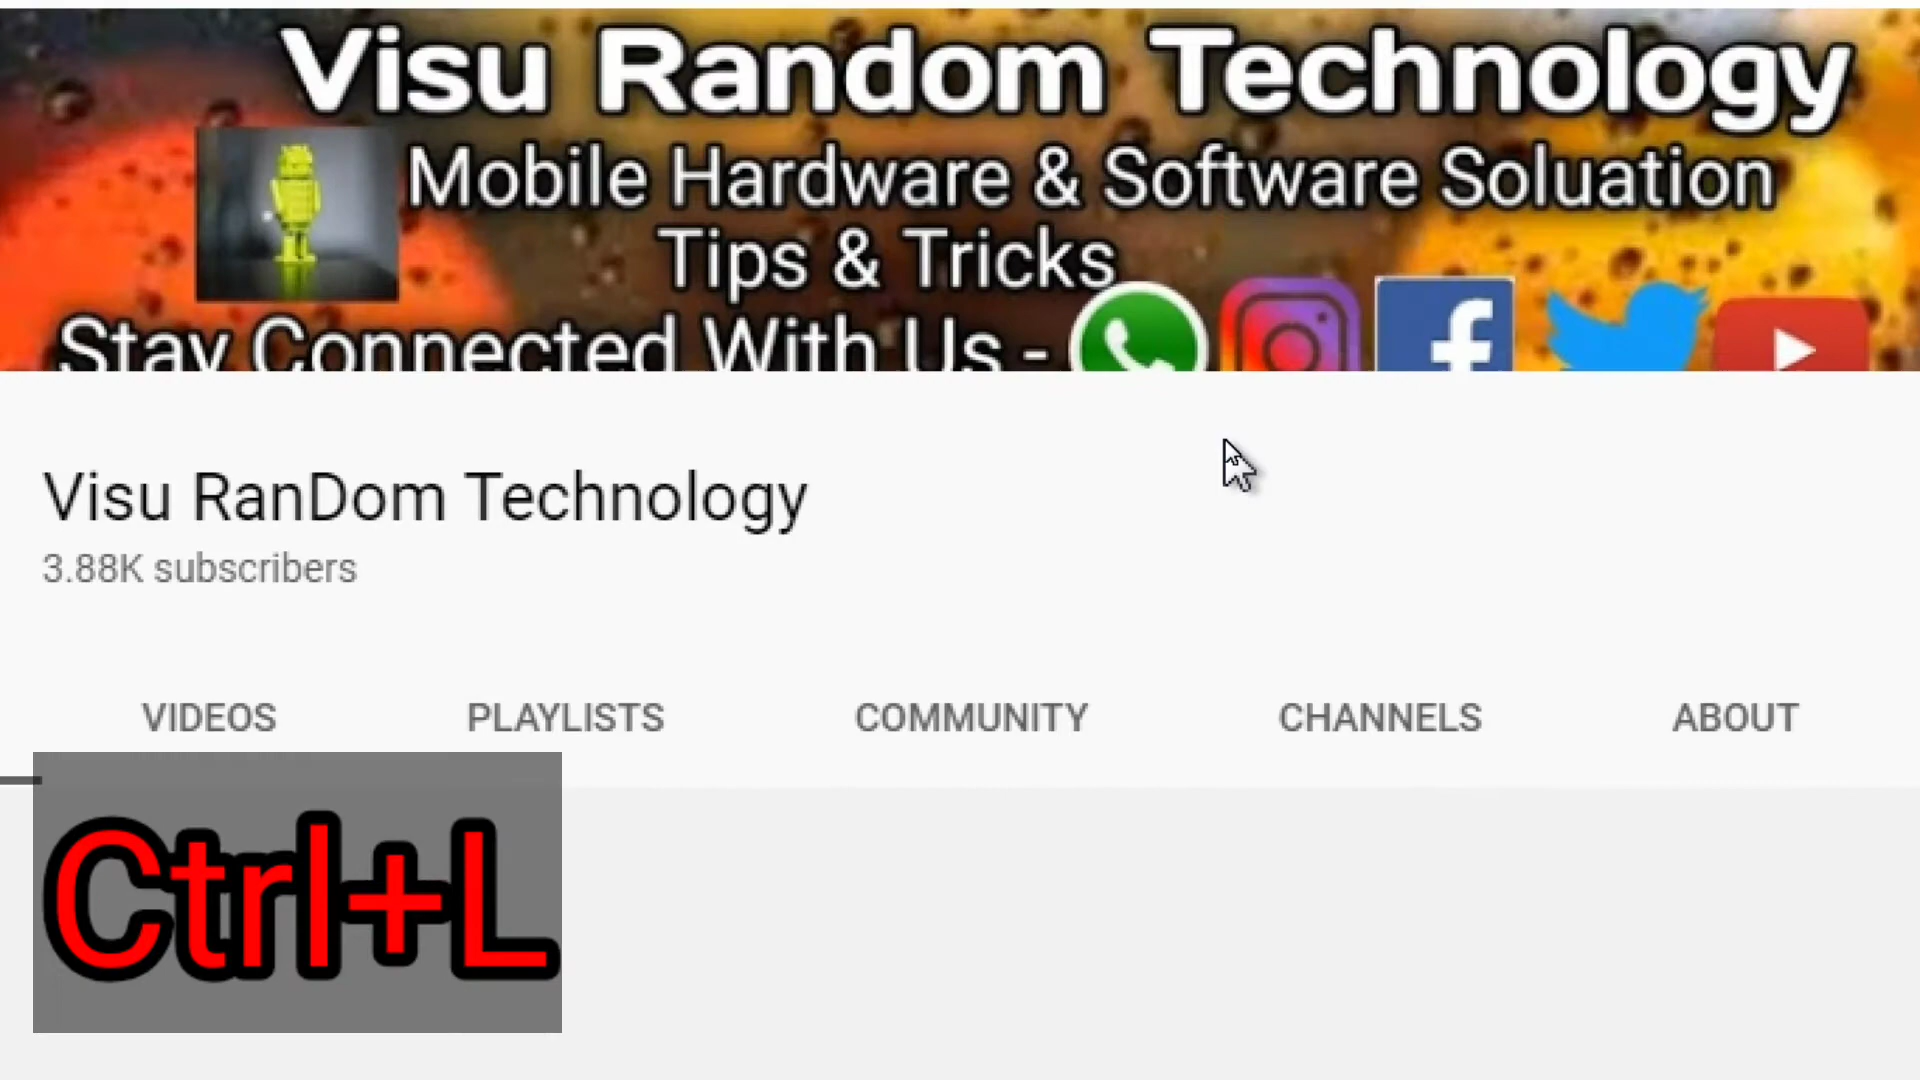 Visu Random Technology
Mobile Hardware & Software Soluation
Tips & Tricks
Stay Connected With Us -
Visu RanDom Technology
3.88K subscribers
VIDEOS PLAYLISTS COMMUNITY CHANNELS ABOUT
Ctrl+L